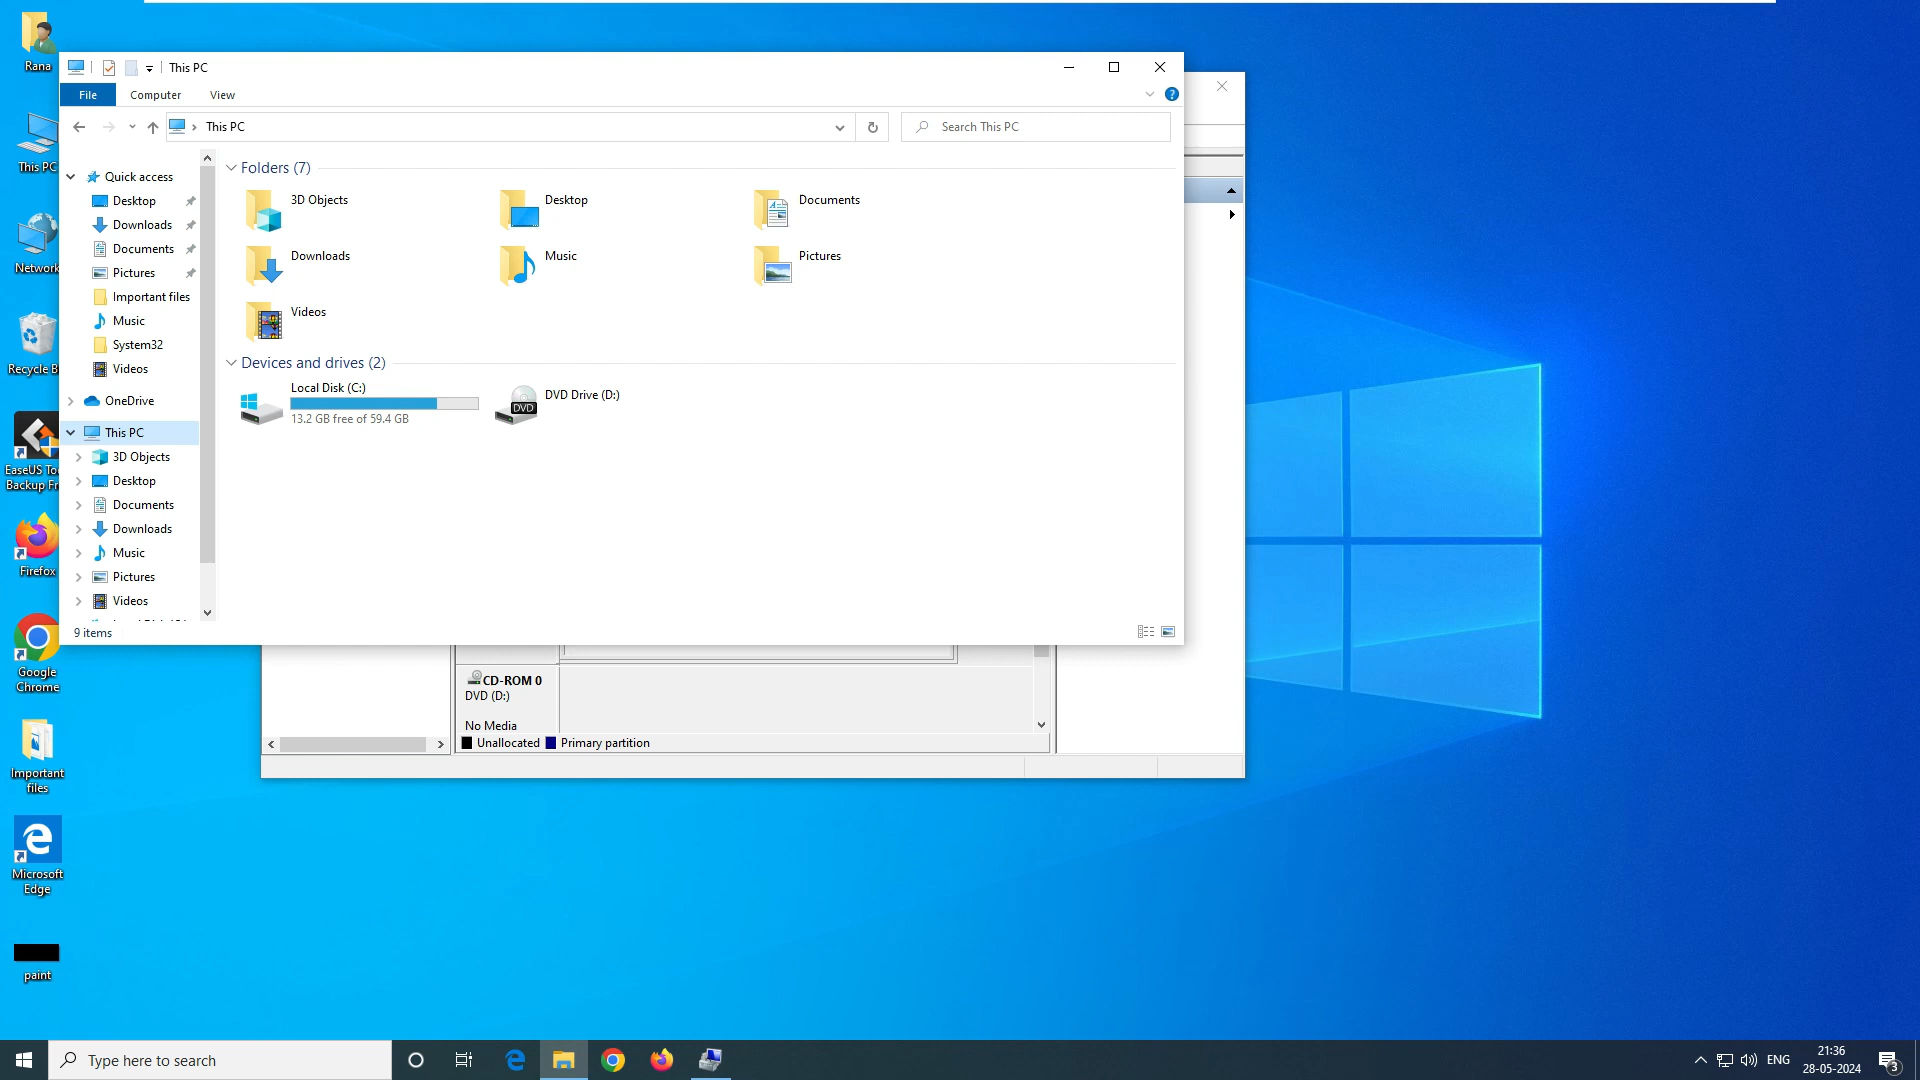 Rana
This PC
Network
Recycle B
EaseUS To
Backup Fr
Firefox
Google
Chrome
Important
files
Microsoft
Edge
paint
This PC
File
Computer
View
This PC
Search This PC
Quick access
Desktop
Downloads
Documents
Pictures
Important files
Music
System32
Videos
OneDrive
This PC
3D Objects
Desktop
Documents
Downloads
Music
Pictures
Videos
Folders (7)
3D Objects
Desktop
Documents
Downloads
Music
Pictures
Videos
Devices and drives (2)
Local Disk (C:)
13.2 GB free of 59.4 GB
DVD
DVD Drive (D:)
9 items
CD-ROM 0
DVD (D:)
No Media
Unallocated
Primary partition
Type here to search
ENG
21:36
28-05-2024
3